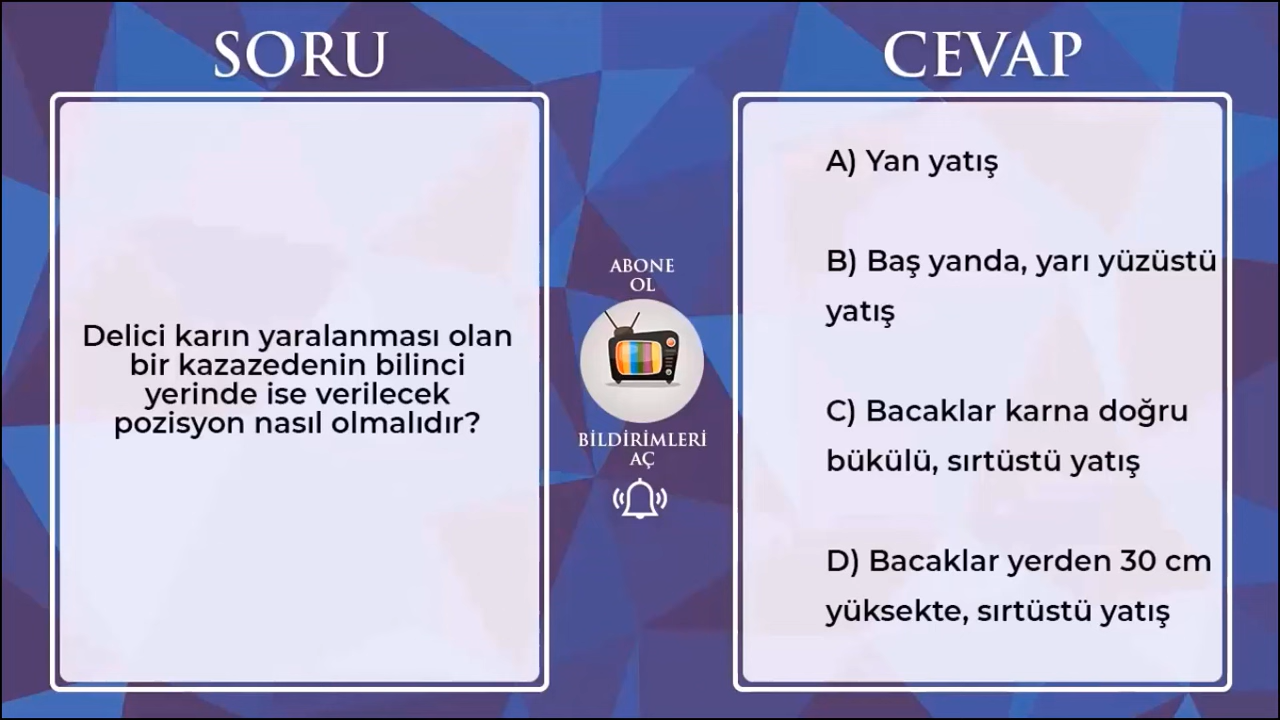 SORU
Delici karın yaralanması olan
bir kazazedenin bilinci
yerinde ise verilecek
pozisyon nasıl olmalıdır?
ABONE
OL
BİLDİRİMLERİ
AÇ
CEVAP
A) Yan yatış
B) Baş yanda, yarı yüzüstü
yatış
C) Bacaklar karna doğru
bükülü, sırtüstü yatış
D) Bacaklar yerden 30 cm
yüksekte, sırtüstü yatış